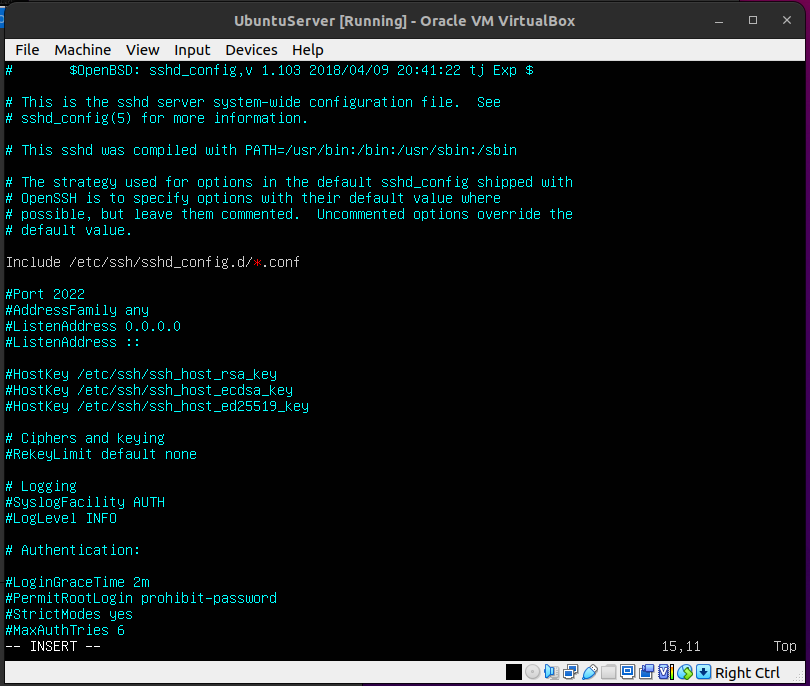 UbuntuServer [Running] - Oracle VM VirtualBox
File Machine View Input Devices Help
#       $OpenBSD: sshd_config,v 1.103 2018/04/09 20:41:22 tj Exp $
# This is the sshd server system-wide configuration file.  See
# sshd_config(5) for more information.
# This sshd was compiled with PATH=/usr/bin:/bin:/usr/sbin:/sbin
# The strategy used for options in the default sshd_config shipped with
# OpenSSH is to specify options with their default value where
# possible, but leave them commented.  Uncommented options override the
# default value.
Include /etc/ssh/sshd_config.d/*.conf
#Port 2022
#AddressFamily any
#ListenAddress 0.0.0.0
#ListenAddress ::
#HostKey /etc/ssh/ssh_host_rsa_key
#HostKey /etc/ssh/ssh_host_ecdsa_key
#HostKey /etc/ssh/ssh_host_ed25519_key
# Ciphers and keying
#RekeyLimit default none
# Logging
#SyslogFacility AUTH
#LogLevel INFO
# Authentication:
#LoginGraceTime 2m
#PermitRootLogin prohibit-password
#StrictModes yes
#MaxAuthTries 6
-- INSERT -- 15,11 Top
Right Ctrl